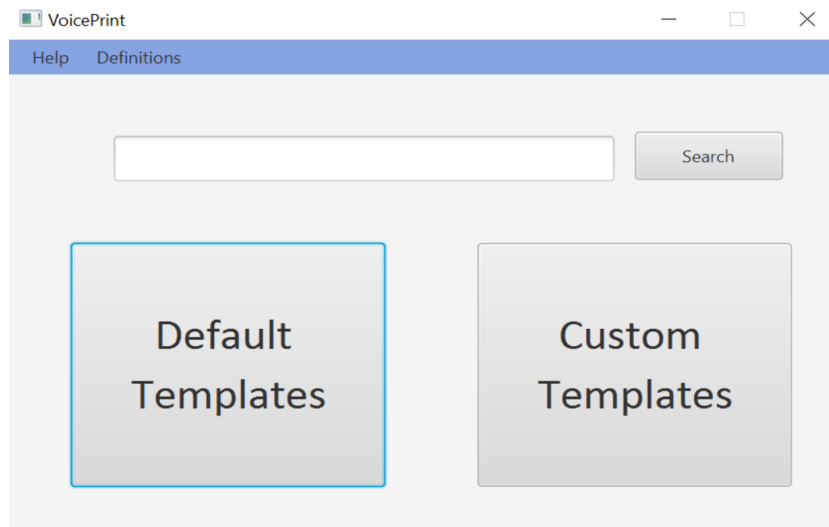 VoicePrint
Help Definitions
Search
Default
Templates
Custom
Templates